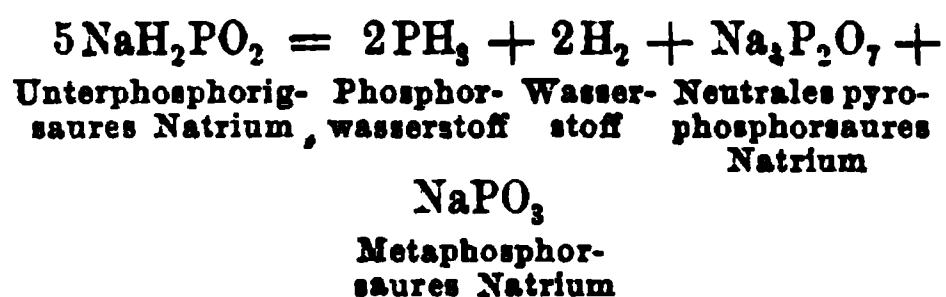 5NaH₂PO₂ = 2PH₃ + 2H₂ + Na₄P₂O₇ +
Unterphosphorig- Phosphor- Wasser- Neutrales pyro-
saures Natrium, wasserstoff stoff phosphorsaures
Natrium
NaPO₃
Metaphosphor-
saures Natrium